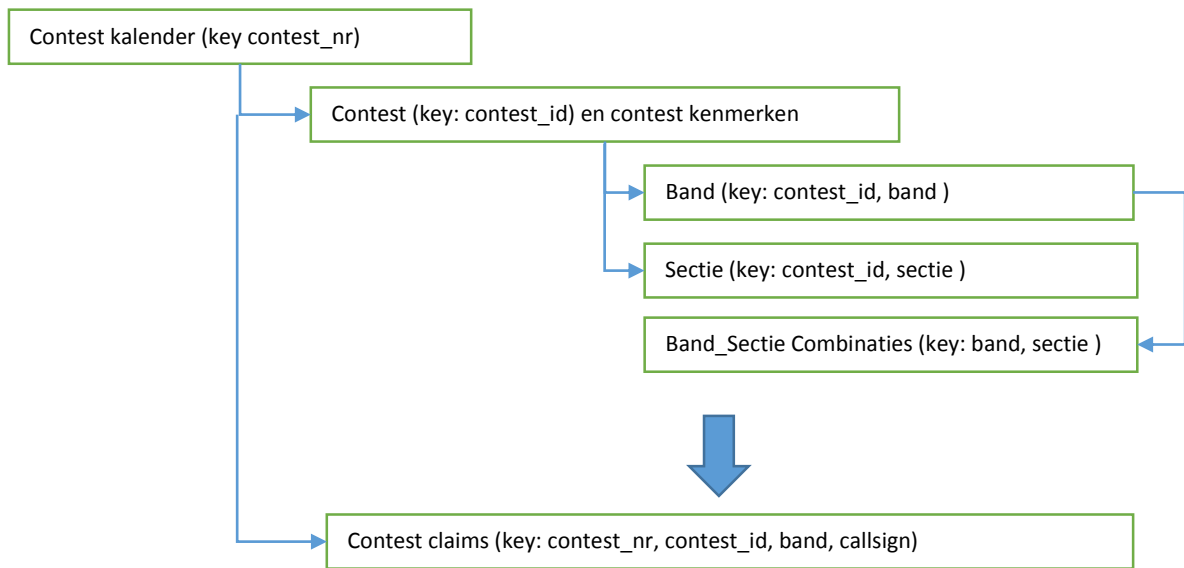 Contest kalender (key contest_nr)
Contest (key: contest_id) en contest kenmerken
Band (key: contest_id, band )
Sectie (key: contest_id, sectie )
Band_Sectie Combinaties (key: band, sectie )
Contest claims (key: contest_nr, contest_id, band, callsign)